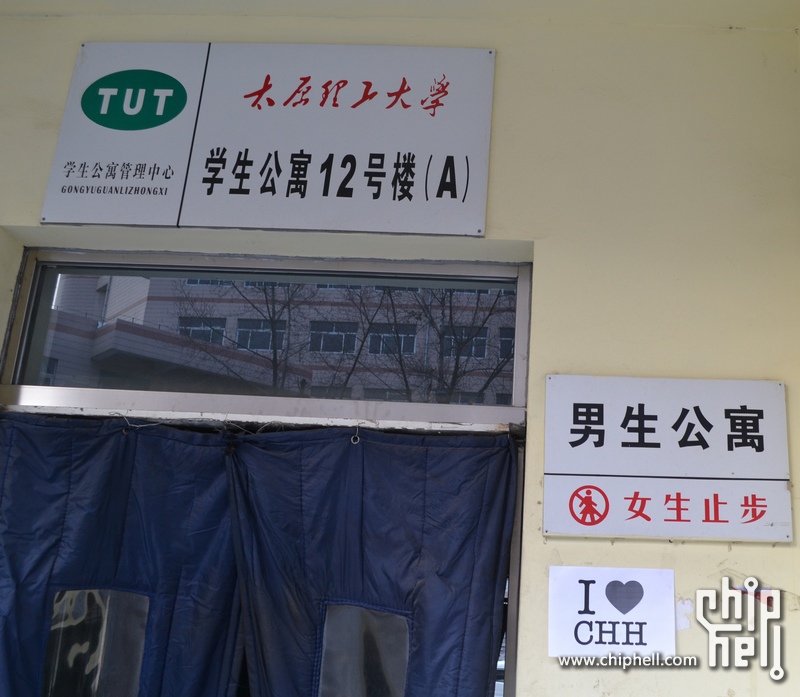 TUT
学生公寓管理中心
GONGYUGUANLIZHONGXI
太原理工大学
学生公寓12号楼(A)
男生公寓
女生止步
I ♥
CHH
www.chiphell.com
chip
hell